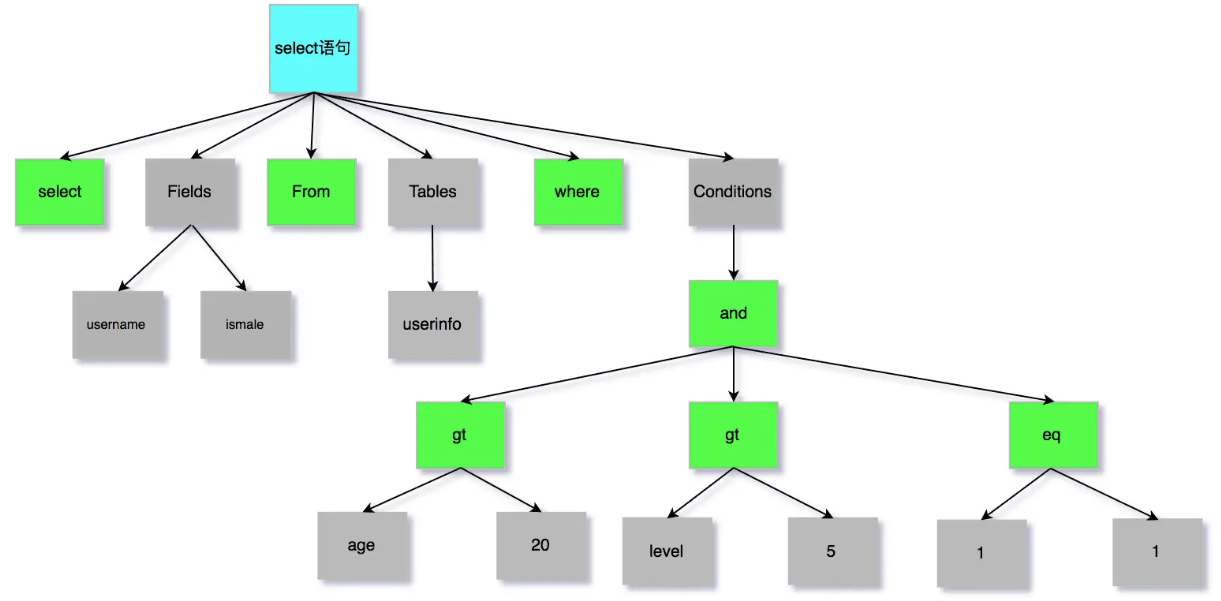 select语句
select
Fields
From
Tables
where
Conditions
username
ismale
userinfo
and
gt
gt
eq
age
20
level
5
1
1